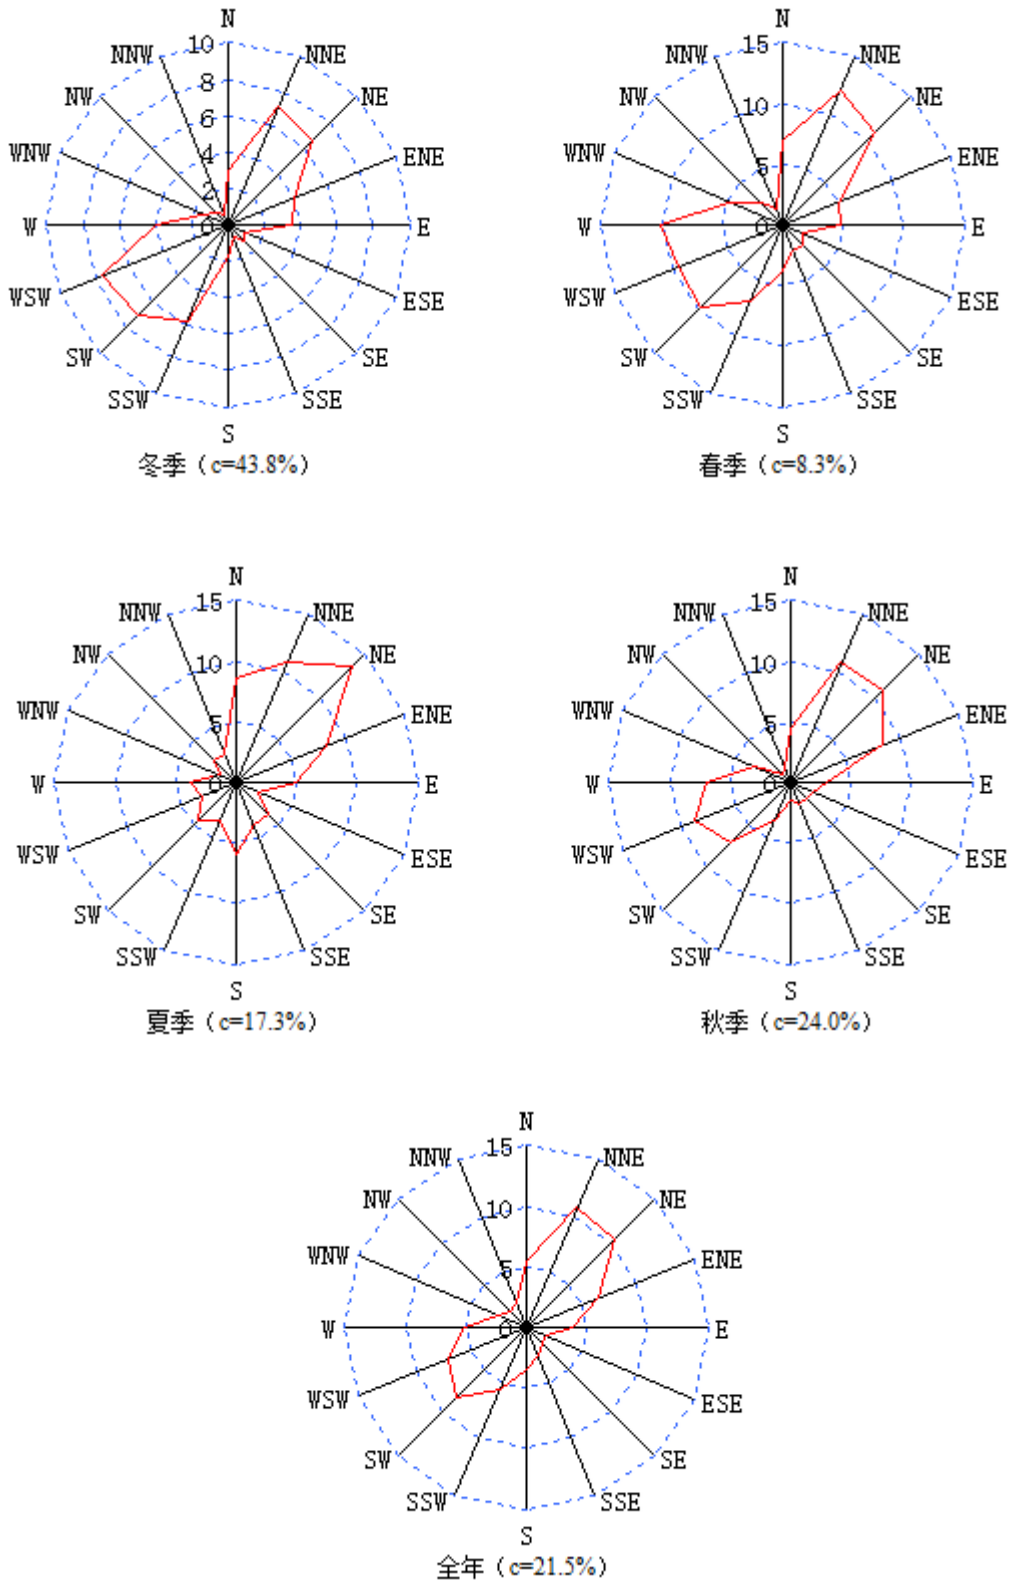 N
NNE
NE
ENE
E
ESE
SE
SSE
S
SSW
SW
WSW
W
WNW
NW
NNW
10
8
6
4
2
0
冬季（c=43.8%）
N
NNE
NE
ENE
E
ESE
SE
SSE
S
SSW
SW
WSW
W
WNW
NW
NNW
15
10
5
0
春季（c=8.3%）
N
NNE
NE
ENE
E
ESE
SE
SSE
S
SSW
SW
WSW
W
WNW
NW
NNW
15
10
5
0
夏季（c=17.3%）
N
NNE
NE
ENE
E
ESE
SE
SSE
S
SSW
SW
WSW
W
WNW
NW
NNW
15
10
5
0
秋季（c=24.0%）
N
NNE
NE
ENE
E
ESE
SE
SSE
S
SSW
SW
WSW
W
WNW
NW
NNW
15
10
5
0
全年（c=21.5%）